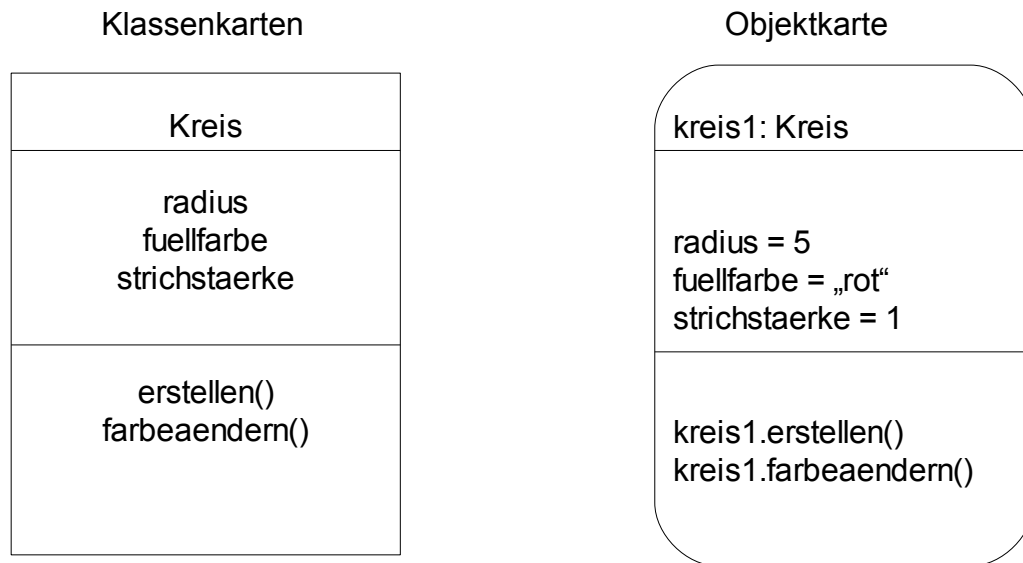 Klassenkarten
Kreis
radius
fuellfarbe
strichstaerke
erstellen()
farbeaendern()
Objektkarte
kreis1: Kreis
radius = 5
fuellfarbe = „rot“
strichstaerke = 1
kreis1.erstellen()
kreis1.farbeaendern()